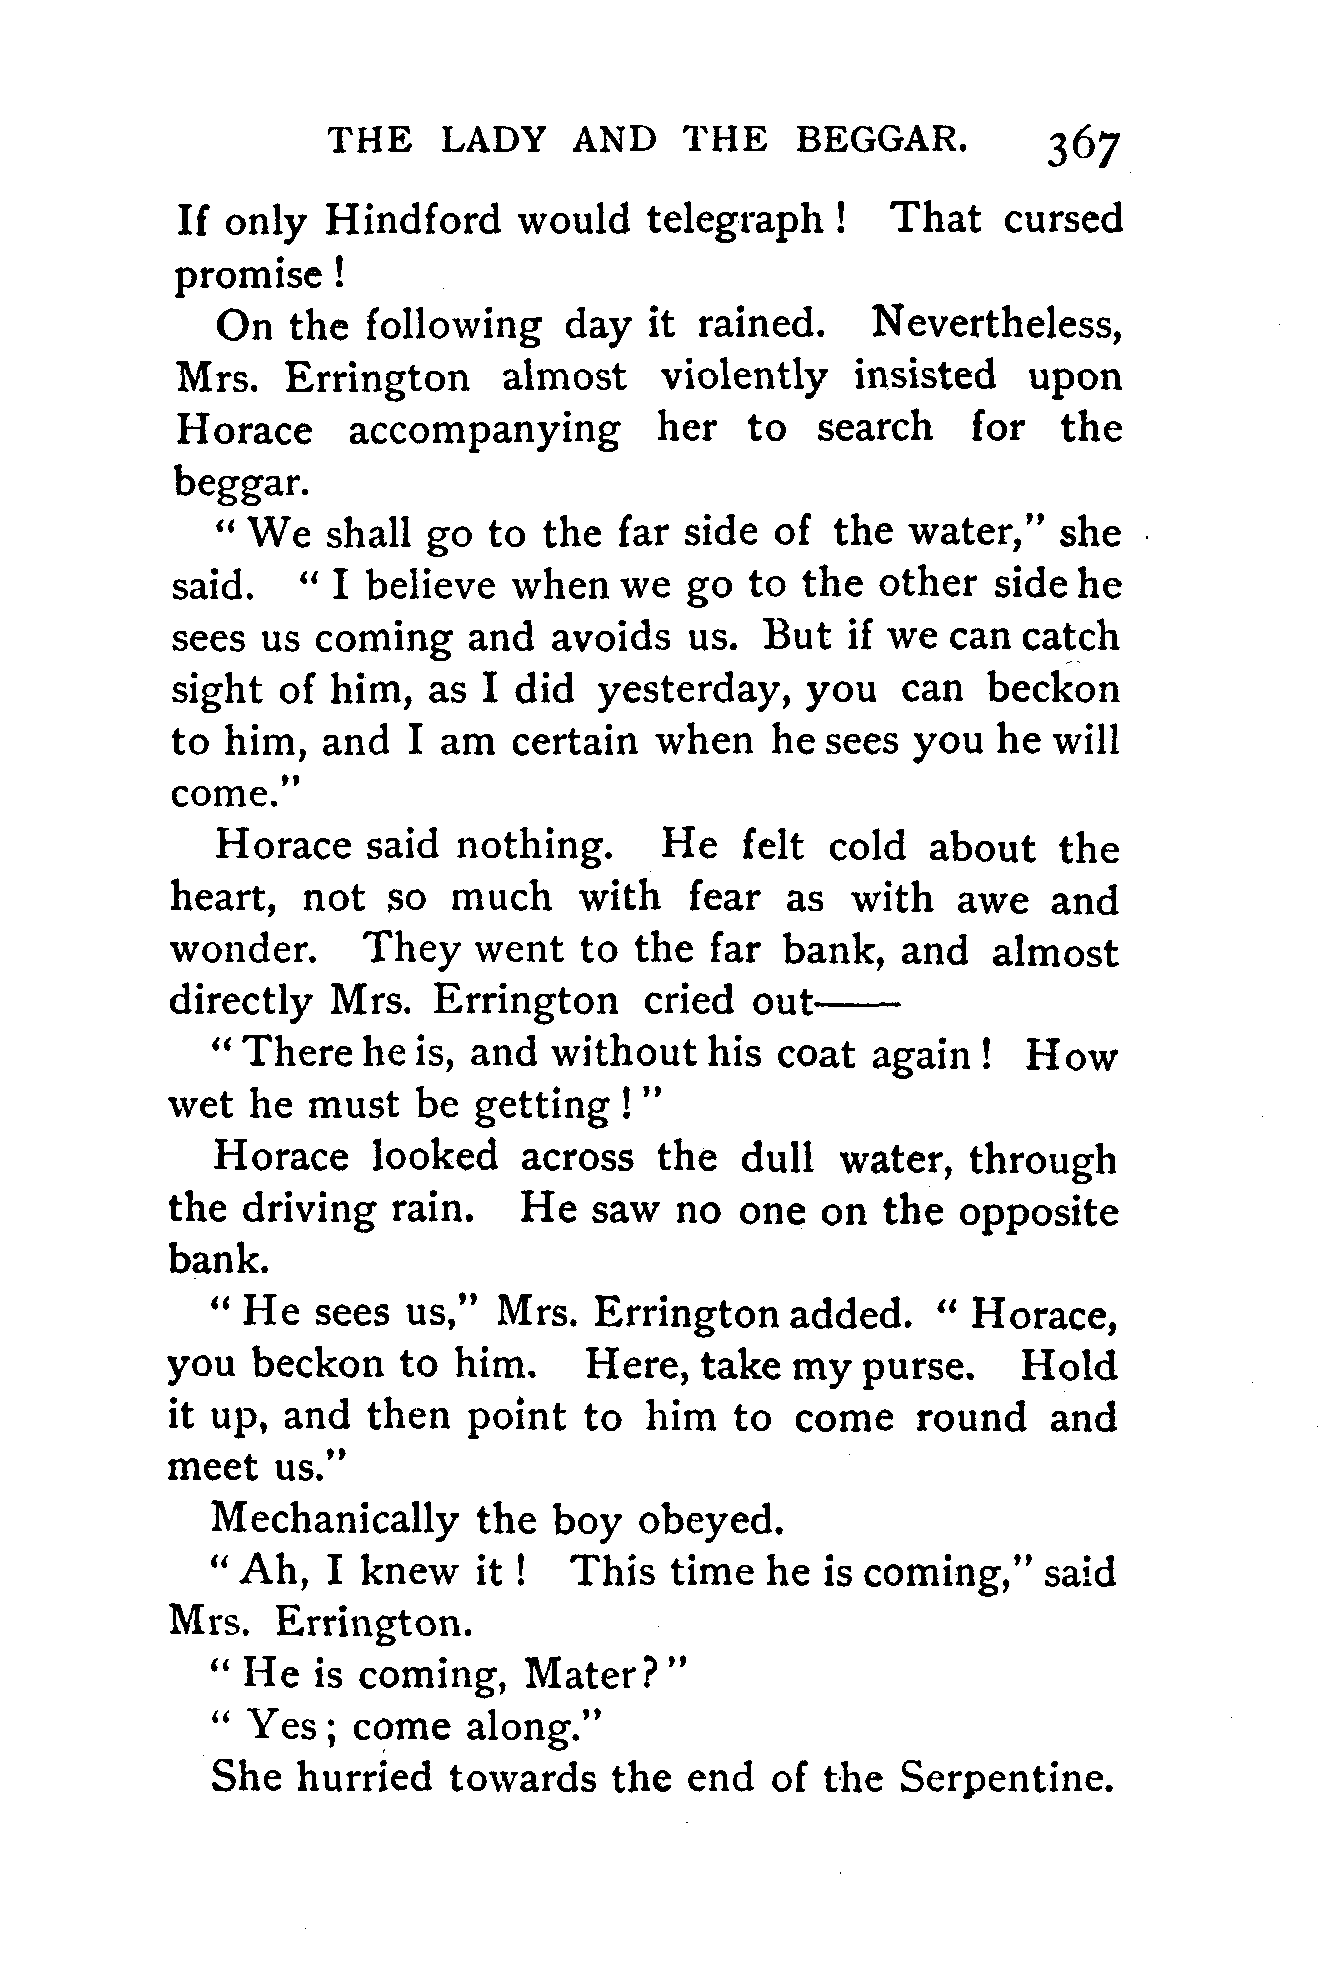 THE LADY AND THE BEGGAR. 367
If only Hindford would telegraph ! That cursed
promise !
On the following day it rained. Nevertheless,
Mrs. Errington almost violently insisted upon
Horace accompanying her to search for the
beggar.
“ We shall go to the far side of the water,” she
said. “ I believe when we go to the other side he
sees us coming and avoids us. But if we can catch
sight of him, as I did yesterday, you can beckon
to him, and I am certain when he sees you he will
come.”
Horace said nothing. He felt cold about the
heart, not so much with fear as with awe and
wonder. They went to the far bank, and almost
directly Mrs. Errington cried out——
“ There he is, and without his coat again ! How
wet he must be getting ! ”
Horace looked across the dull water, through
the driving rain. He saw no one on the opposite
bank.
“ He sees us,” Mrs. Errington added. “ Horace,
you beckon to him. Here, take my purse. Hold
it up, and then point to him to come round and
meet us.”
Mechanically the boy obeyed.
“ Ah, I knew it ! This time he is coming,” said
Mrs. Errington.
“ He is coming, Mater? ”
“ Yes ; come along.”
She hurried towards the end of the Serpentine.